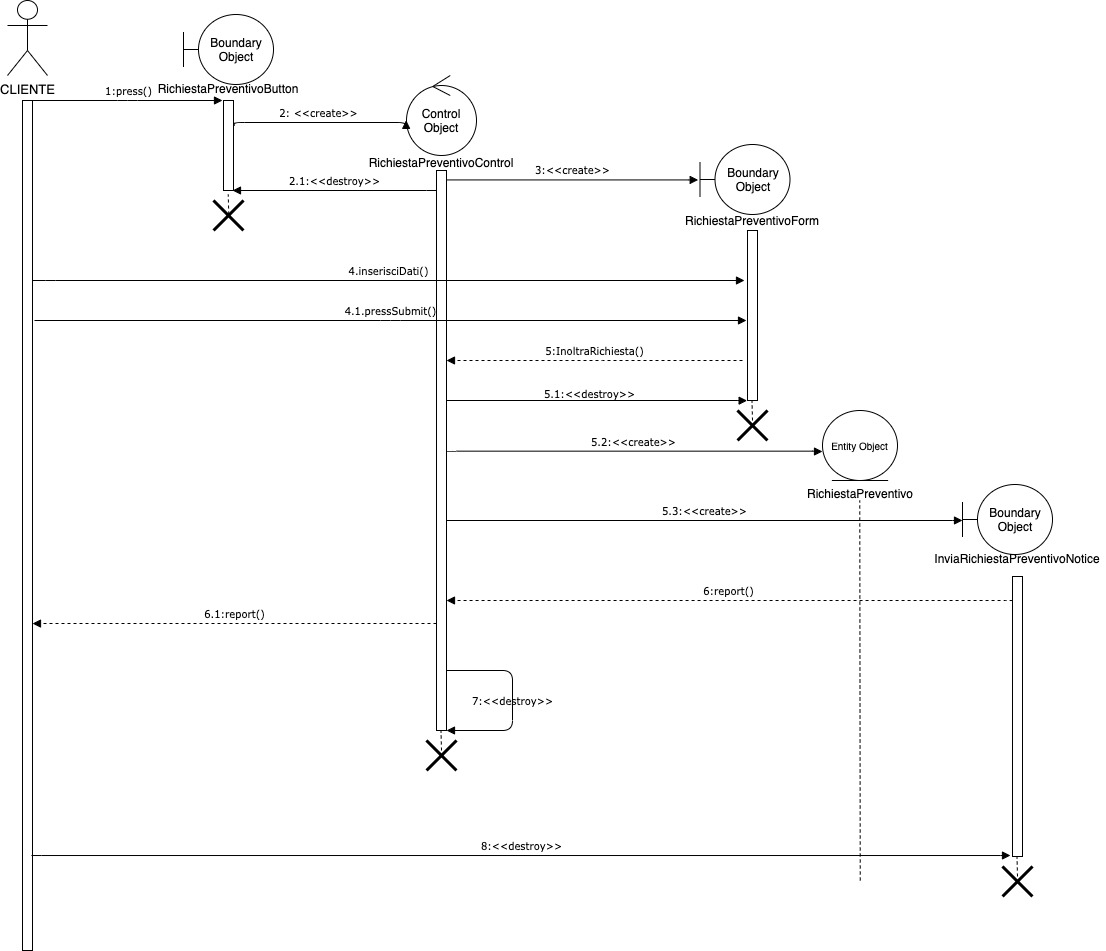 Boundary
Object
CLIENTE
RichiestaPreventivoButton
1:press()
2: <<create>>
Control
Object
RichiestaPreventivoControl
2.1:<<destroy>>
3:<<create>>
Boundary
Object
RichiestaPreventivoForm
4.inserisciDati()
4.1.pressSubmit()
5:InoltraRichiesta()
5.1:<<destroy>>
5.2:<<create>>
Entity Object
RichiestaPreventivo
5.3:<<create>>
Boundary
Object
InviaRichiestaPreventivoNotice
6:report()
6.1:report()
7:<<destroy>>
8:<<destroy>>